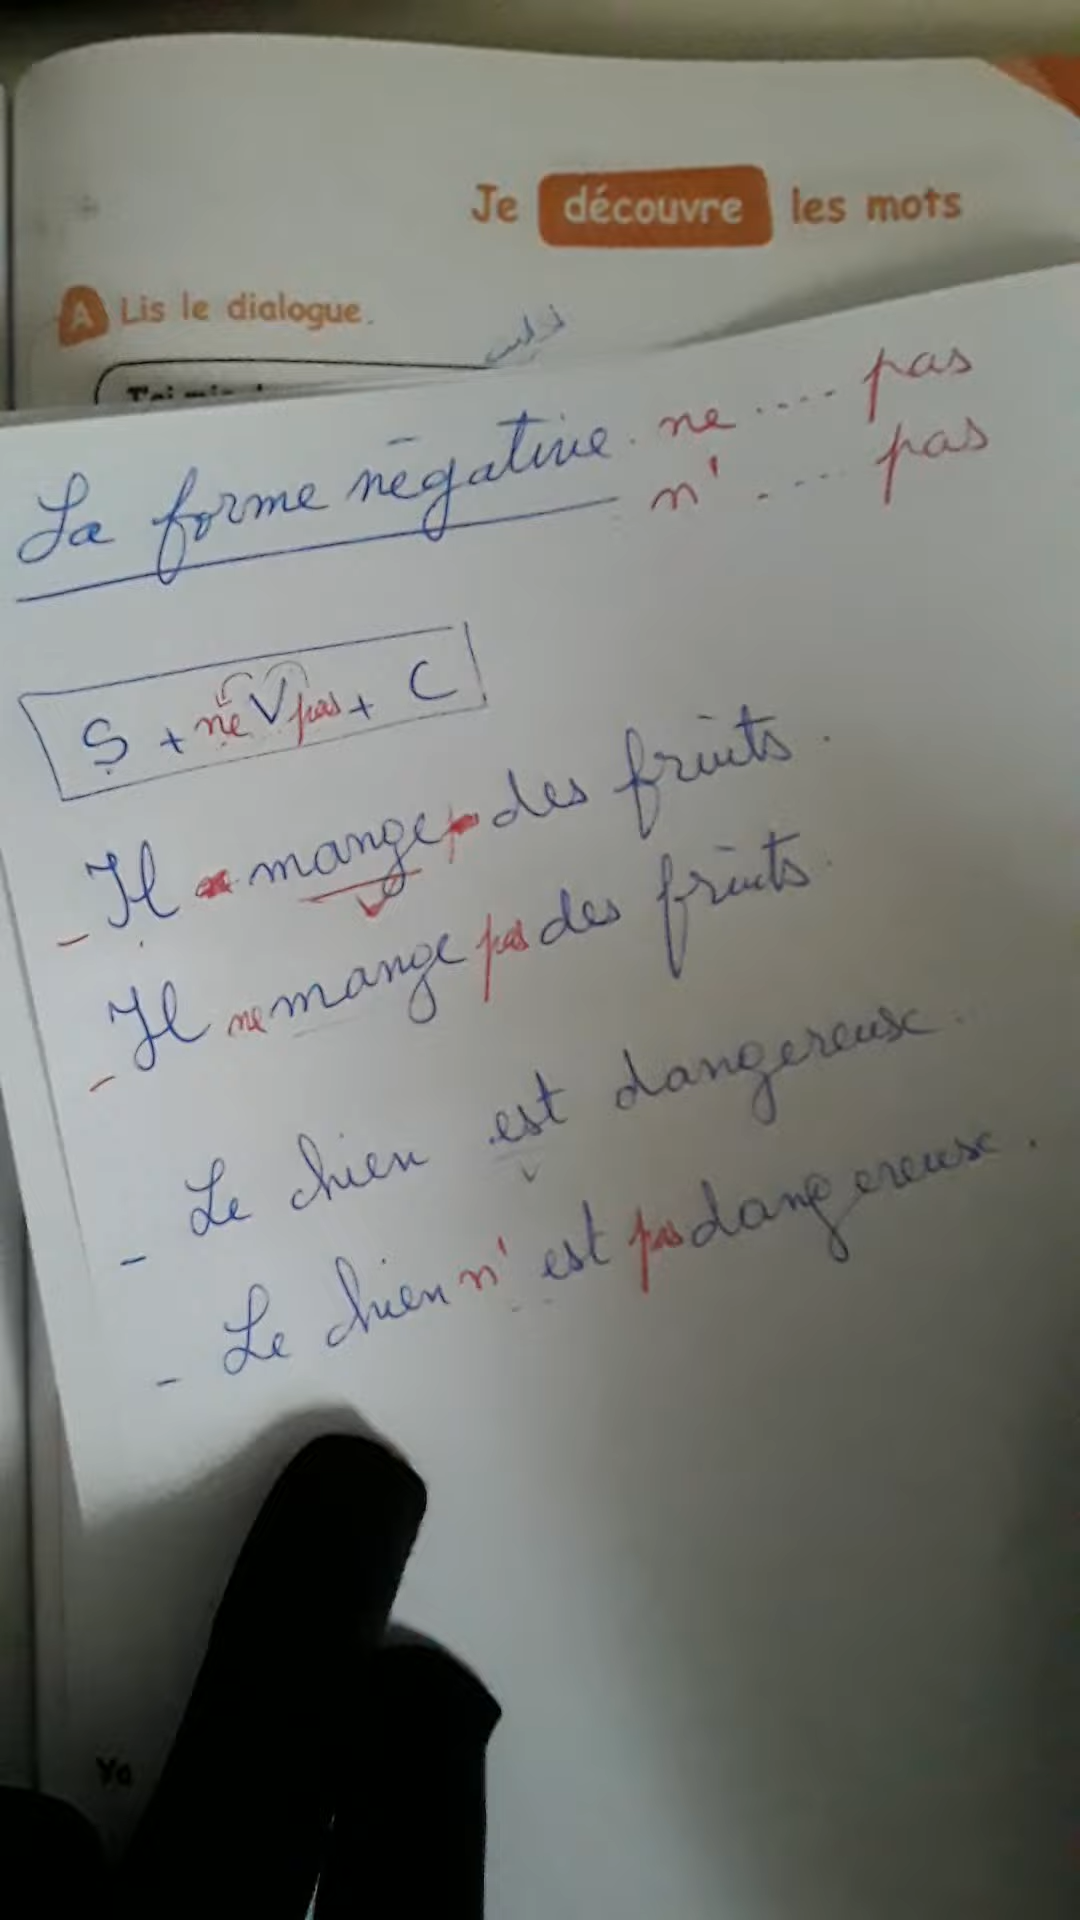 Je découvre les mots
A Lis le dialogue.
La forme négative. ne .... pas
n' .... pas
S + ne V pas + C
- Il mange des fruits.
- Il ne mange pas des fruits.
- Le chien est dangereuse.
V
- Le chien n' est pas dangereuse.
Ya